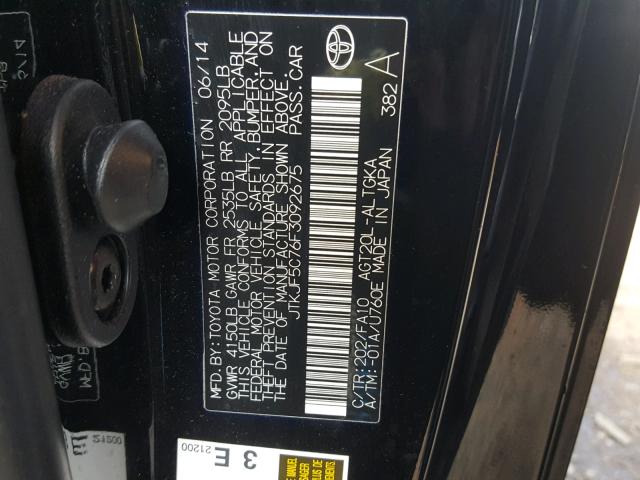 MFD. BY: TOYOTA MOTOR CORPORATION 06/14
GVWR 4150LB GAWR FR 2535LB RR 2095LB
THIS VEHICLE CONFORMS TO ALL APPLICABLE
FEDERAL MOTOR VEHICLE SAFETY, BUMPER, AND
THEFT PREVENTION STANDARDS IN EFFECT ON
THE DATE OF MANUFACTURE SHOWN ABOVE.
JTKJF5C76F3092675 PASS. CAR
C/TR: 202/FA10 AGT20L-ALTGKA
A/TM: -01A/U760E MADE IN JAPAN 382 A
3 E
21200